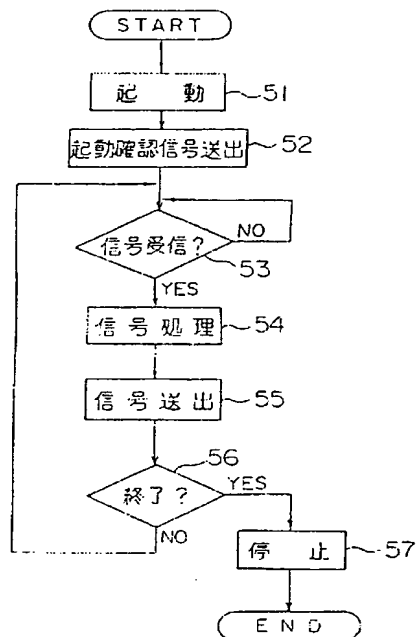 START
起動
51
起動確認信号送出
52
信号受信？
NO
53
YES
信号処理
54
信号送出
55
56
終了？
YES
NO
停止
57
END